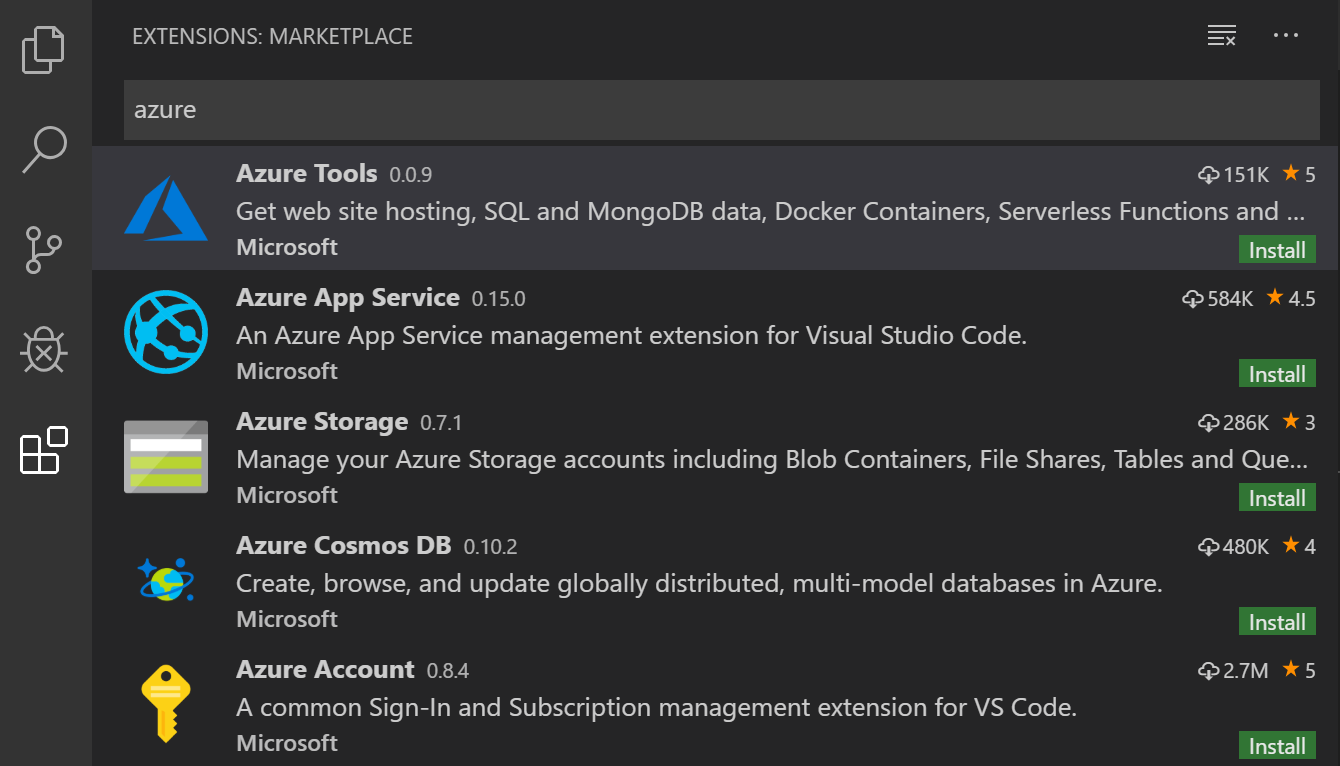 EXTENSIONS: MARKETPLACE
azure
Azure Tools 0.0.9 151K 5
Get web site hosting, SQL and MongoDB data, Docker Containers, Serverless Functions and ...
Microsoft Install
Azure App Service 0.15.0 584K 4.5
An Azure App Service management extension for Visual Studio Code.
Microsoft Install
Azure Storage 0.7.1 286K 3
Manage your Azure Storage accounts including Blob Containers, File Shares, Tables and Que...
Microsoft Install
Azure Cosmos DB 0.10.2 480K 4
Create, browse, and update globally distributed, multi-model databases in Azure.
Microsoft Install
Azure Account 0.8.4 2.7M 5
A common Sign-In and Subscription management extension for VS Code.
Microsoft Install